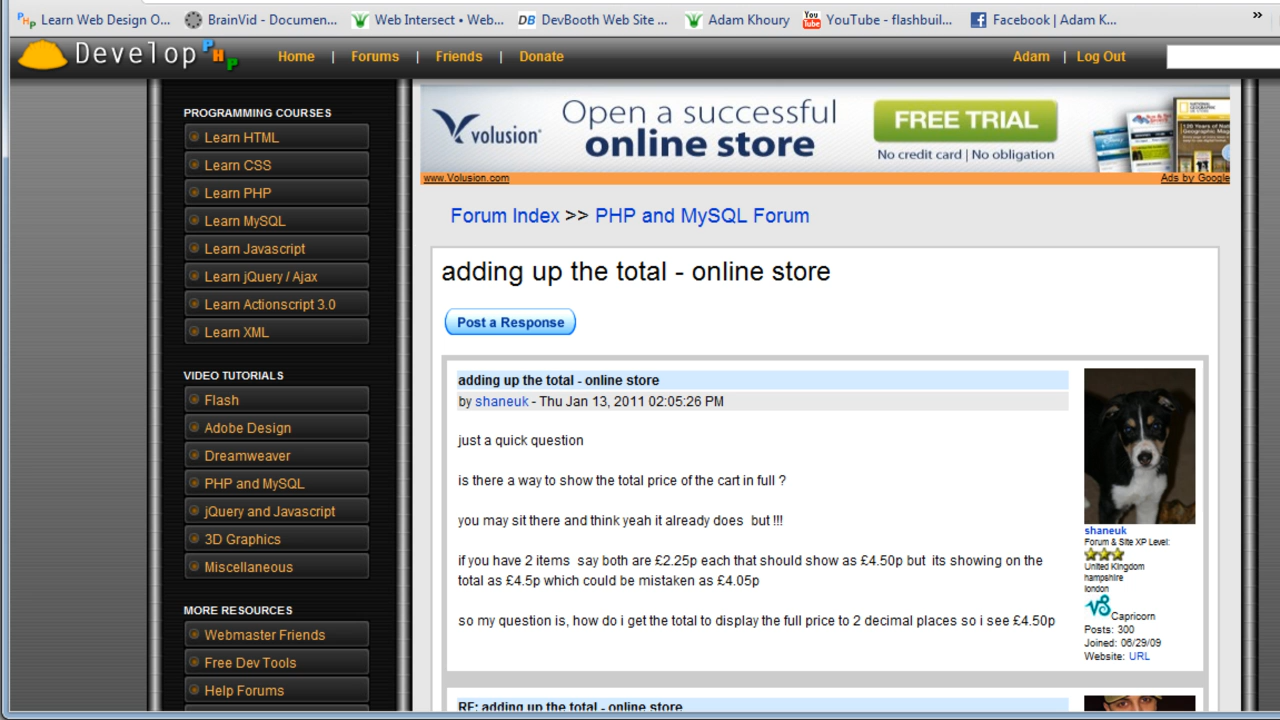 Learn Web Design O... BrainVid - Documen... Web Intersect • Web... DB DevBooth Web Site ... Adam Khoury You Tube YouTube - flashbuil... Facebook | Adam K... »
Develop PHP Home | Forums | Friends | Donate Adam | Log Out
PROGRAMMING COURSES
Learn HTML
Learn CSS
Learn PHP
Learn MySQL
Learn Javascript
Learn jQuery / Ajax
Learn Actionscript 3.0
Learn XML
VIDEO TUTORIALS
Flash
Adobe Design
Dreamweaver
PHP and MySQL
jQuery and Javascript
3D Graphics
Miscellaneous
MORE RESOURCES
Webmaster Friends
Free Dev Tools
Help Forums
volusion
Open a successful
online store
FREE TRIAL
No credit card | No obligation
www.Volusion.com
Ads by Google
Forum Index >> PHP and MySQL Forum
adding up the total - online store
Post a Response
adding up the total - online store
by shaneuk - Thu Jan 13, 2011 02:05:26 PM
just a quick question
is there a way to show the total price of the cart in full ?
you may sit there and think yeah it already does but !!!
if you have 2 items say both are £2.25p each that should show as £4.50p but its showing on the
total as £4.5p which could be mistaken as £4.05p
so my question is, how do i get the total to display the full price to 2 decimal places so i see £4.50p
shaneuk
Forum & Site XP Level:
United Kingdom
hampshire
london
Capricorn
Posts: 300
Joined: 06/29/09
Website: URL
RE: adding up the total - online store